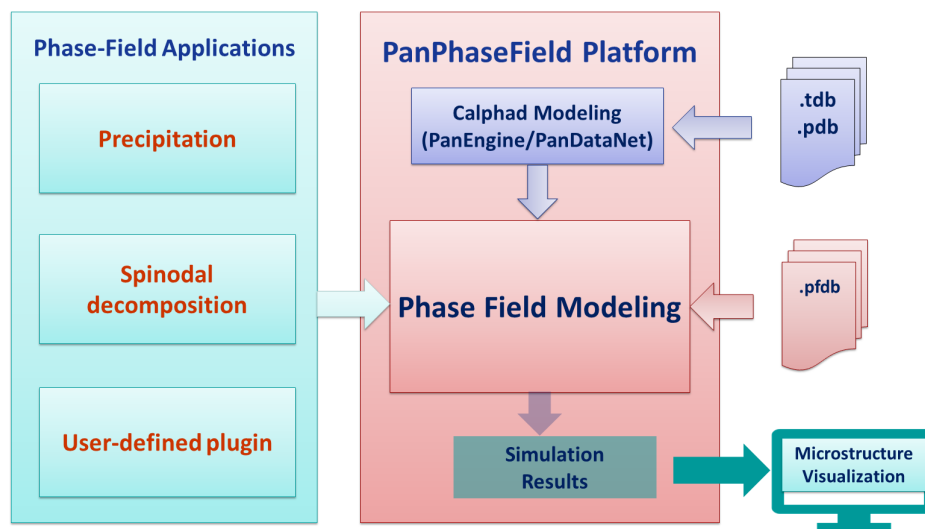 Phase-Field Applications
Precipitation
Spinodal
decomposition
User-defined plugin
PanPhaseField Platform
Calphad Modeling
(PanEngine/PanDataNet)
.tdb
.pdb
Phase Field Modeling
.pfdb
Simulation
Results
Microstructure
Visualization